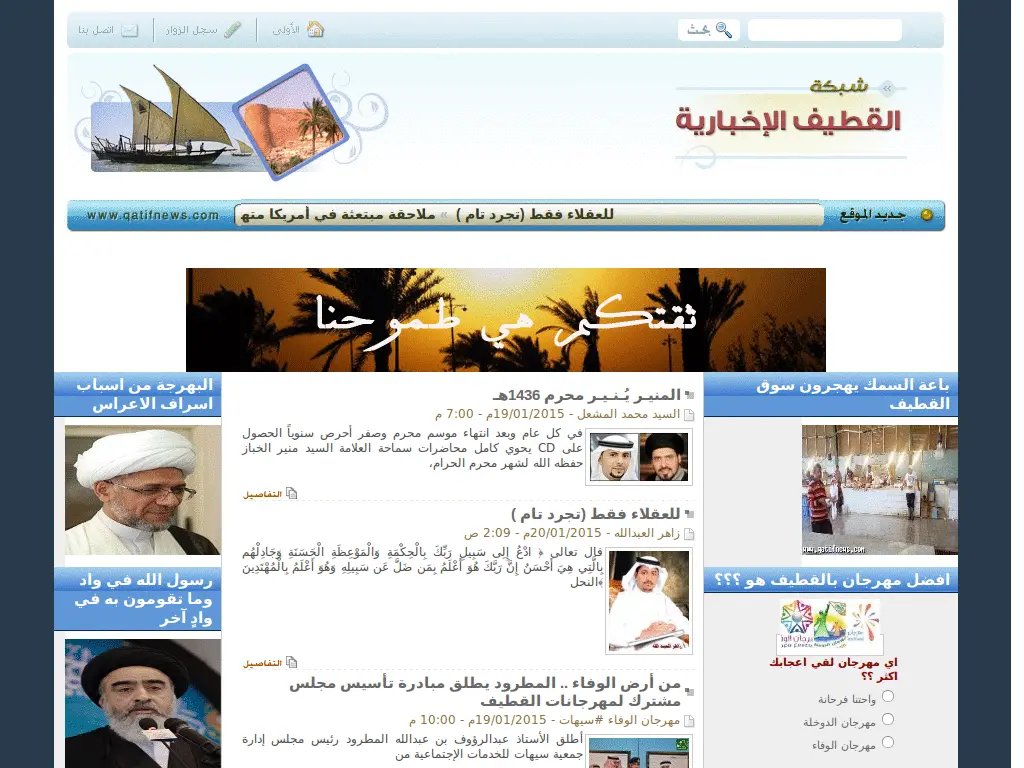 الأولى
سجل الزوار
اتصل بنا
بحث
شبكة
القطيف الإخبارية
جديد الموقع
للعقلاء فقط (تجرد تام ) » ملاحقة مبتعثة في أمريكا مته
www.qatifnews.com
ثقتكم هي طموحنا
باعة السمك يهجرون سوق
القطيف
www.qatifnews.com
افضل مهرجان بالقطيف هو ؟؟؟
اي مهرجان لقي اعجابك
اكثر ؟؟
واحتنا فرحانة
مهرجان الدوخلة
مهرجان الوفاء
المنيـر يُـنـيـر محرم 1436هـ
السيد محمد المشعل - 19/01/2015م - 7:00 م
في كل عام وبعد انتهاء موسم محرم وصفر أحرص سنوياً الحصول
على CD يحوي كامل محاضرات سماحة العلامة السيد منير الخباز
حفظه الله لشهر محرم الحرام،
التفاصيل
للعقلاء فقط (تجرد تام )
زاهر العبدالله - 20/01/2015م - 2:09 ص
قال تعالى ﴿ ادْعُ إِلِى سَبِيلِ رَبِّكَ بِالْحِكْمَةِ وَالْمَوْعِظَةِ الْحَسَنَةِ وَجَادِلْهُم
بِالَّتِي هِيَ أَحْسَنُ إِنَّ رَبَّكَ هُوَ أَعْلَمُ بِمَن ضَلَّ عَن سَبِيلِهِ وَهُوَ أَعْلَمُ بِالْمُهْتَدِينَ
﴾النحل
التفاصيل
من أرض الوفاء .. المطرود يطلق مبادرة تأسيس مجلس
مشترك لمهرجانات القطيف
مهرجان الوفاء #سيهات - 19/01/2015م - 10:00 م
أطلق الأستاذ عبدالرؤوف بن عبدالله المطرود رئيس مجلس إدارة
جمعية سيهات للخدمات الإجتماعية من
البهرجة من اسباب
اسراف الاعراس
رسول الله في واد
وما تقومون به في
وادٍ آخر